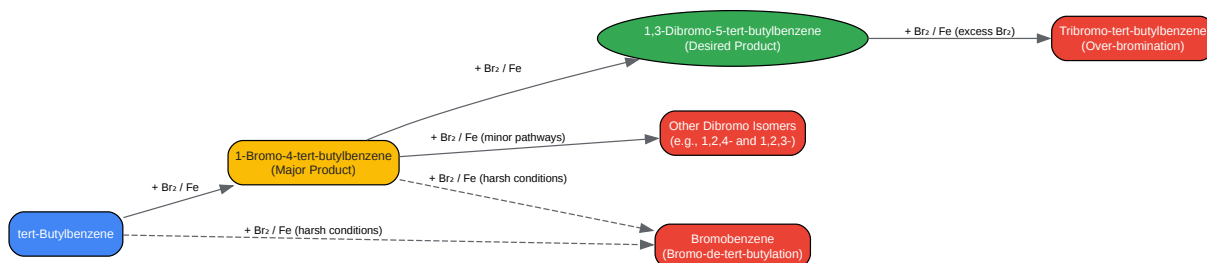 1,3-Dibromo-5-tert-butylbenzene
(Desired Product)
+ Br₂ / Fe (excess Br₂)
Tribromo-tert-butylbenzene
(Over-bromination)
+ Br₂ / Fe
Other Dibromo Isomers
(e.g., 1,2,4- and 1,2,3-)
+ Br₂ / Fe (minor pathways)
1-Bromo-4-tert-butylbenzene
(Major Product)
+ Br₂ / Fe (harsh conditions)
+ Br₂ / Fe
tert-Butylbenzene
+ Br₂ / Fe (harsh conditions)
Bromobenzene
(Bromo-de-tert-butylation)